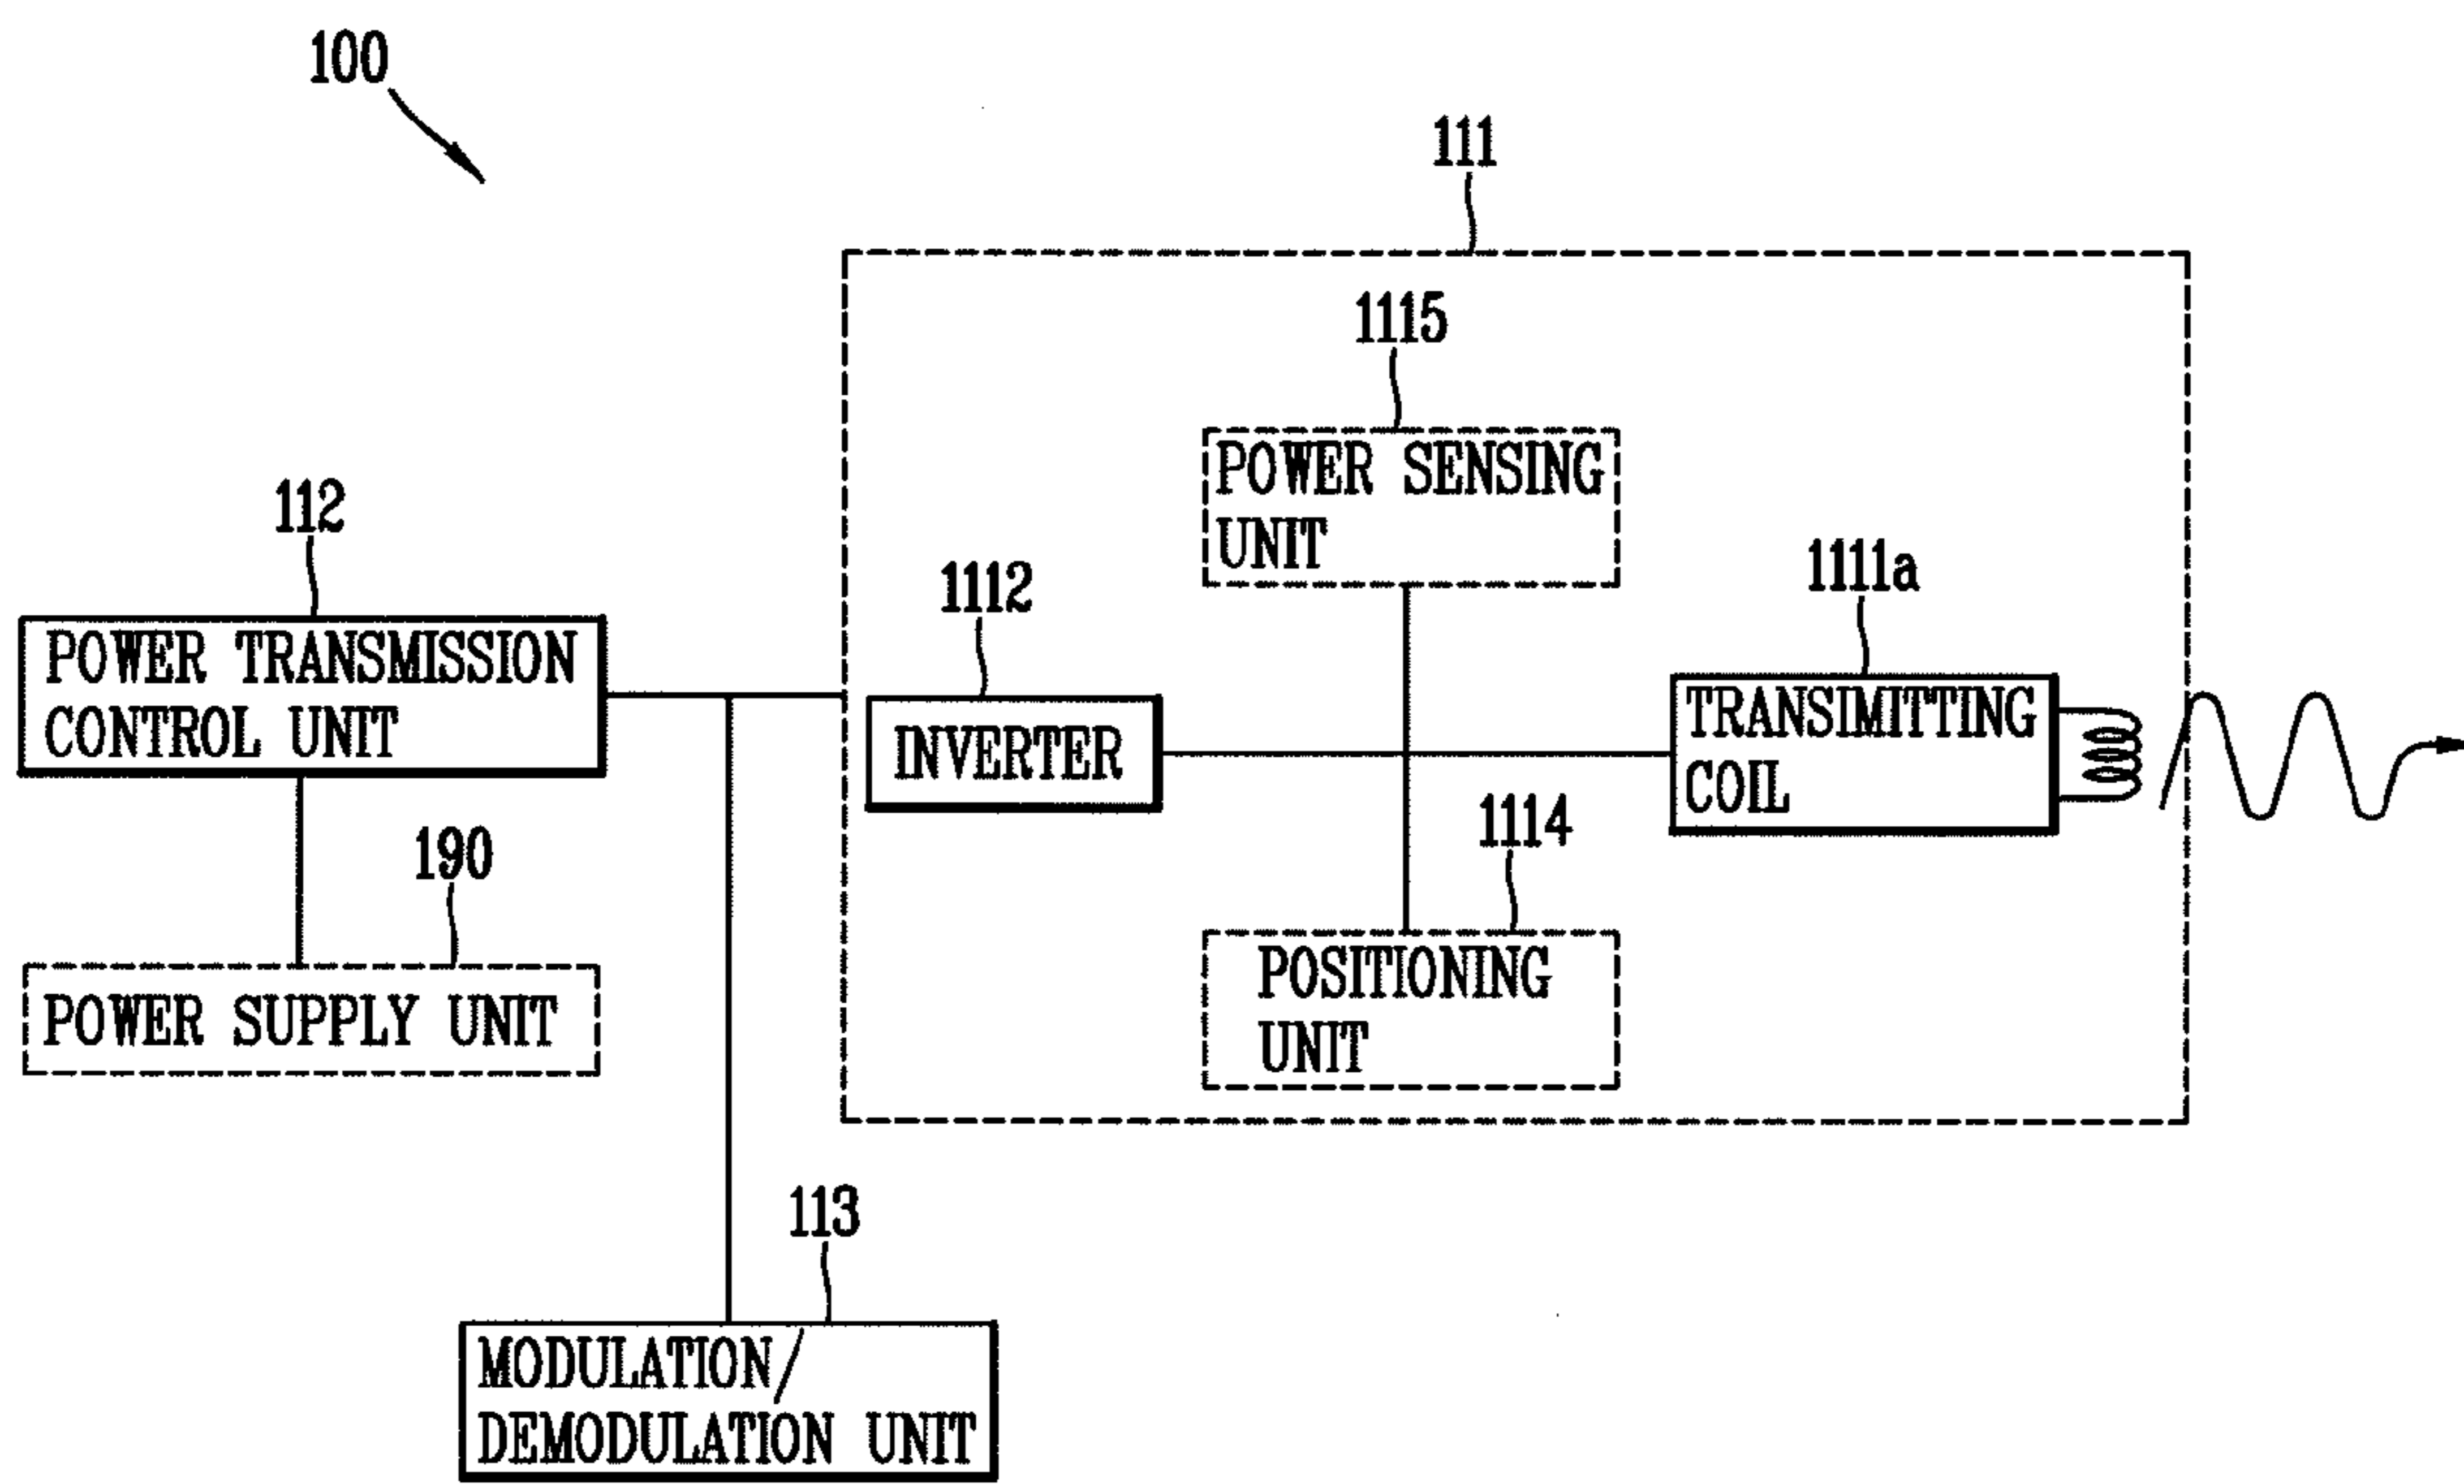 100
111
1115
POWER SENSING
UNIT
112
1112
1111a
POWER TRANSMISSION
CONTROL UNIT
INVERTER
TRANSIMITTING
COIL
190
1114
POWER SUPPLY UNIT
POSITIONING
UNIT
113
MODULATION/
DEMODULATION UNIT